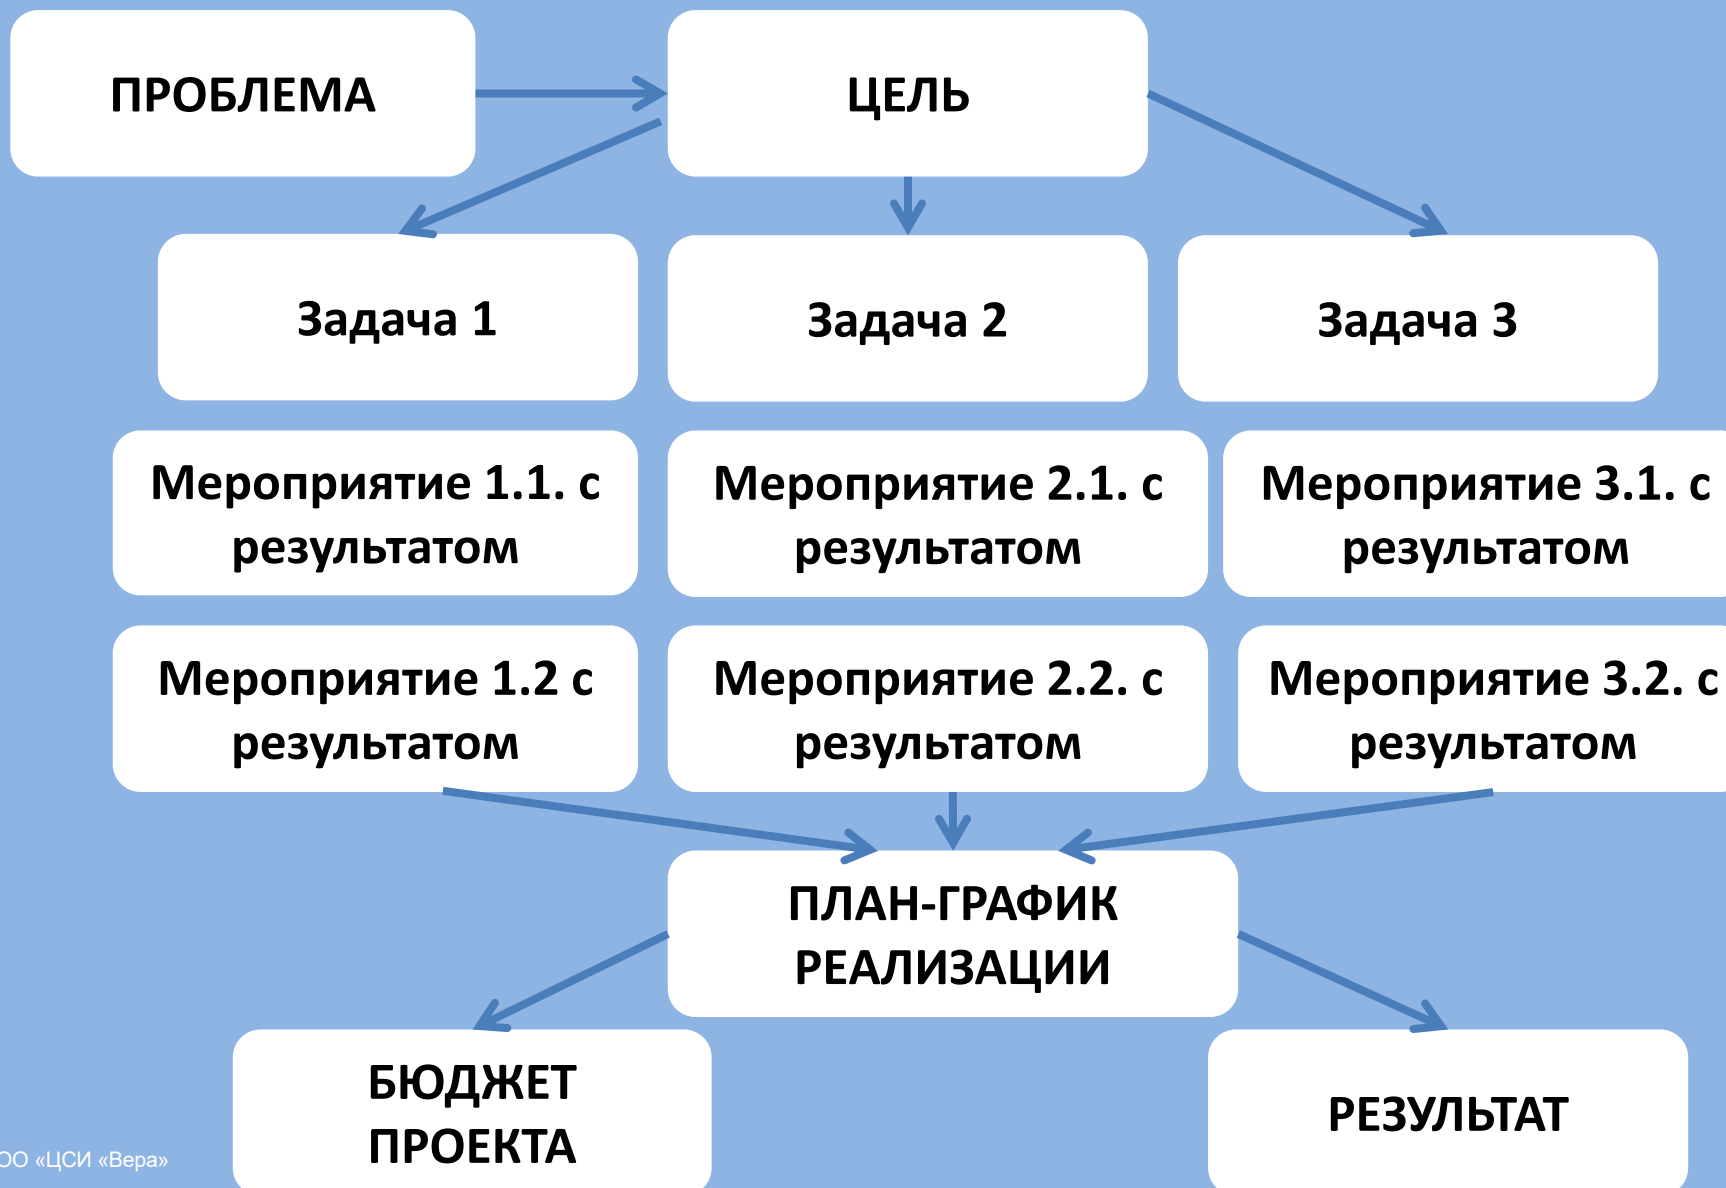 ПРОБЛЕМА
ЦЕЛЬ
Задача 1
Задача 2
Задача 3
Мероприятие 1.1. с
результатом
Мероприятие 2.1. с
результатом
Мероприятие 3.1. с
результатом
Мероприятие 1.2 с
результатом
Мероприятие 2.2. с
результатом
Мероприятие 3.2. с
результатом
ПЛАН-ГРАФИК
РЕАЛИЗАЦИИ
БЮДЖЕТ
ПРОЕКТА
РЕЗУЛЬТАТ
«ЦСИ «Вера»